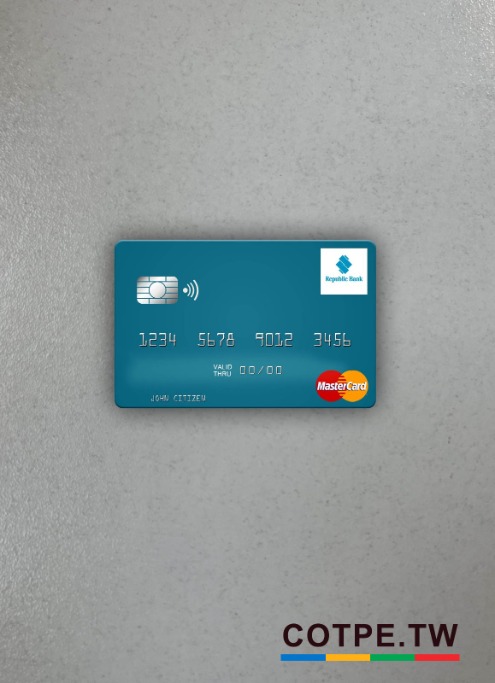 Republic Bank
1234 5678 9012 3456
VALID
THRU 00/00
MasterCard
JOHN CITIZEN
COTPE.TW